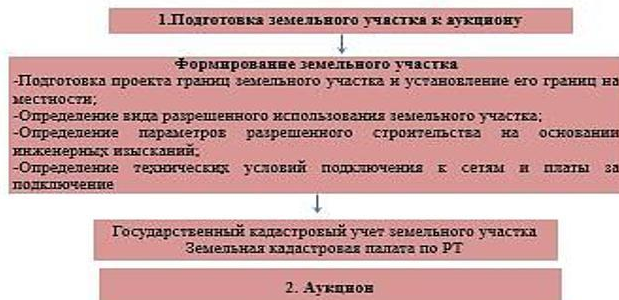 1.Подготовка земельного участка к аукциону
Формирование земельного участка
-Подготовка проекта границ земельного участка и установление его границ на
местности;
-Определение вида разрешенного использования земельного участка;
-Определение параметров разрешенного строительства на основании
инженерных изысканий;
-Определение технических условий подключения к сетям и платы за
подключение
Государственный кадастровый учет земельного участка
Земельная кадастровая палата по РТ
2. Аукцион